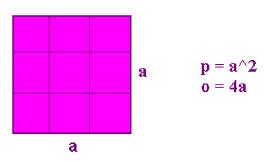 a
p = a^2
o = 4a
a